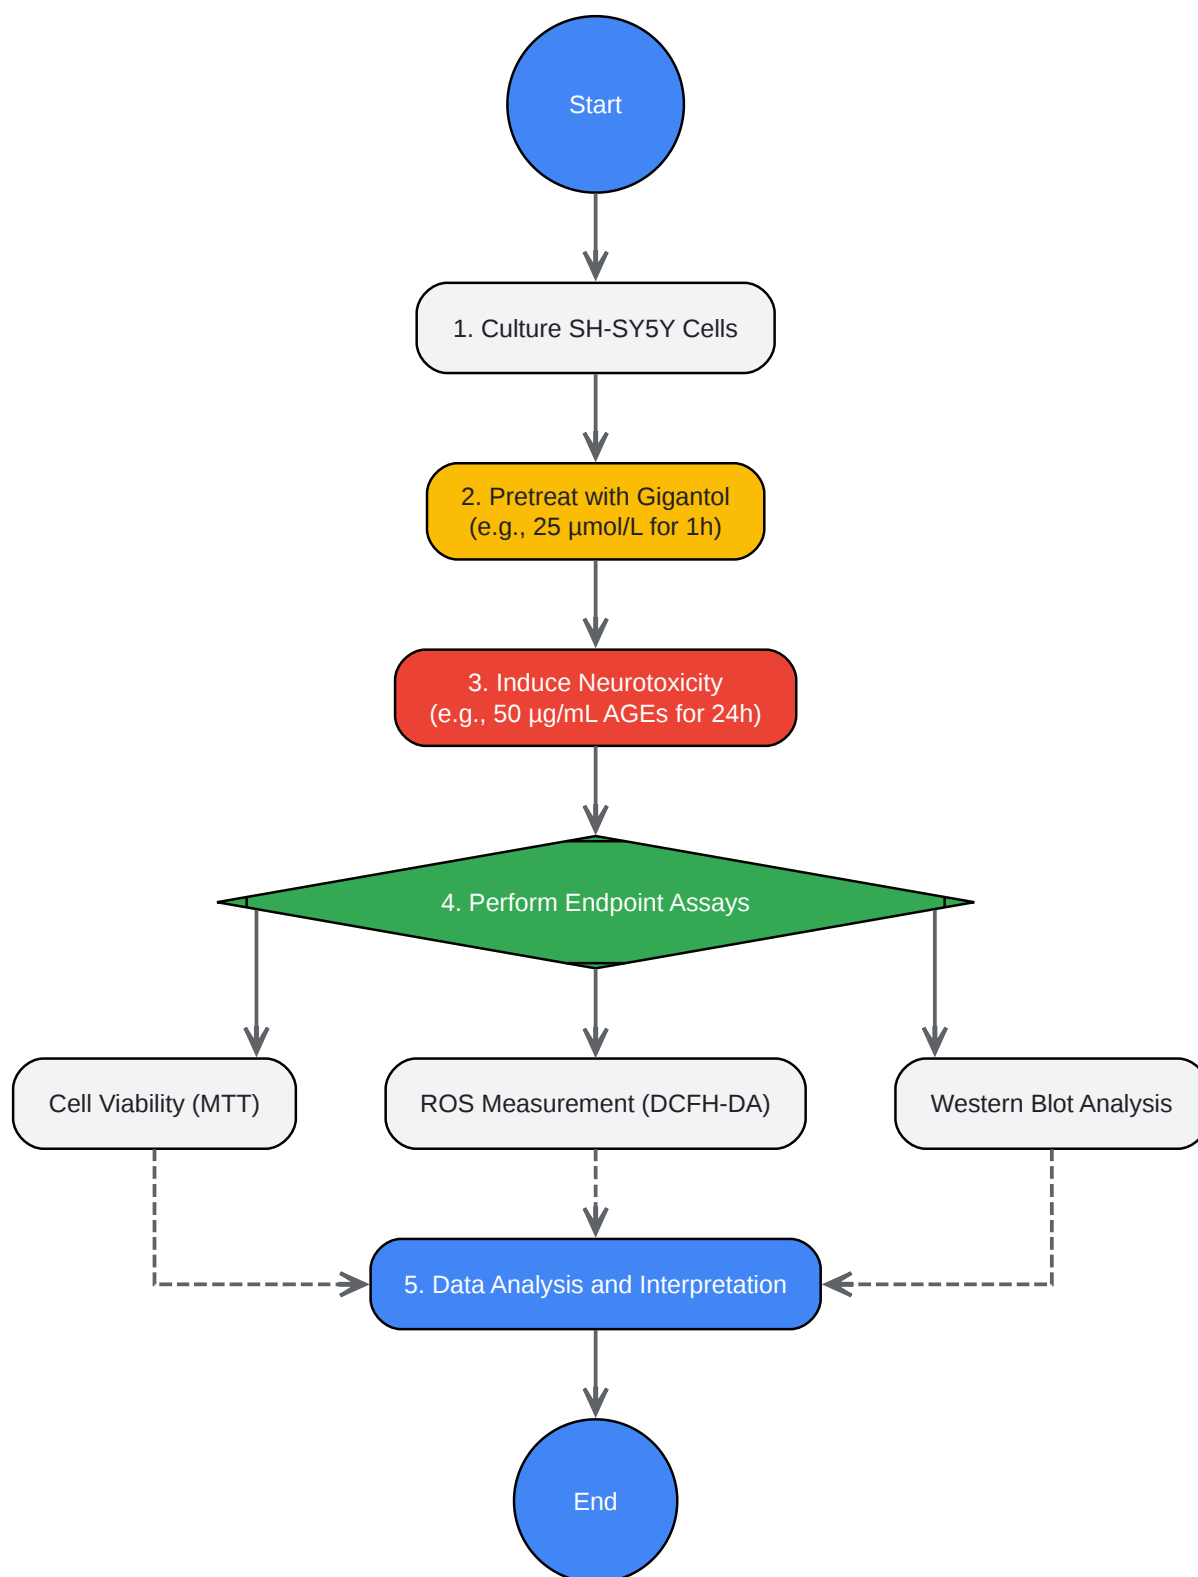 Start
1. Culture SH-SY5Y Cells
2. Pretreat with Gigantol
(e.g., 25 µmol/L for 1h)
3. Induce Neurotoxicity
(e.g., 50 µg/mL AGEs for 24h)
4. Perform Endpoint Assays
Cell Viability (MTT)
ROS Measurement (DCFH-DA)
Western Blot Analysis
5. Data Analysis and Interpretation
End